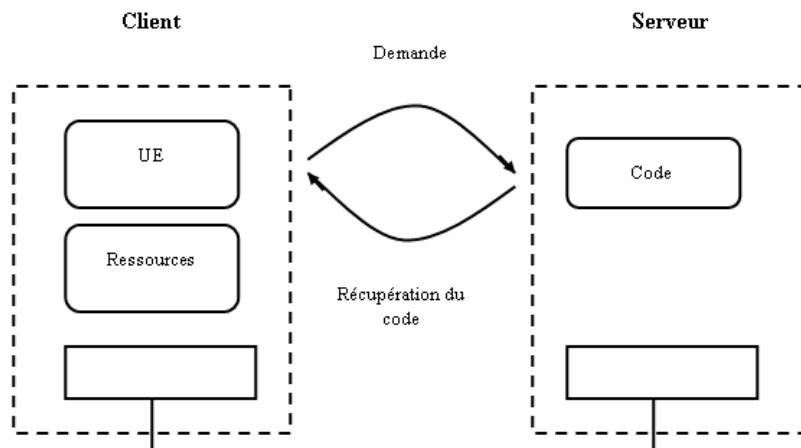 Client
Serveur
Demande
UE
Code
Ressources
Récupération du
code